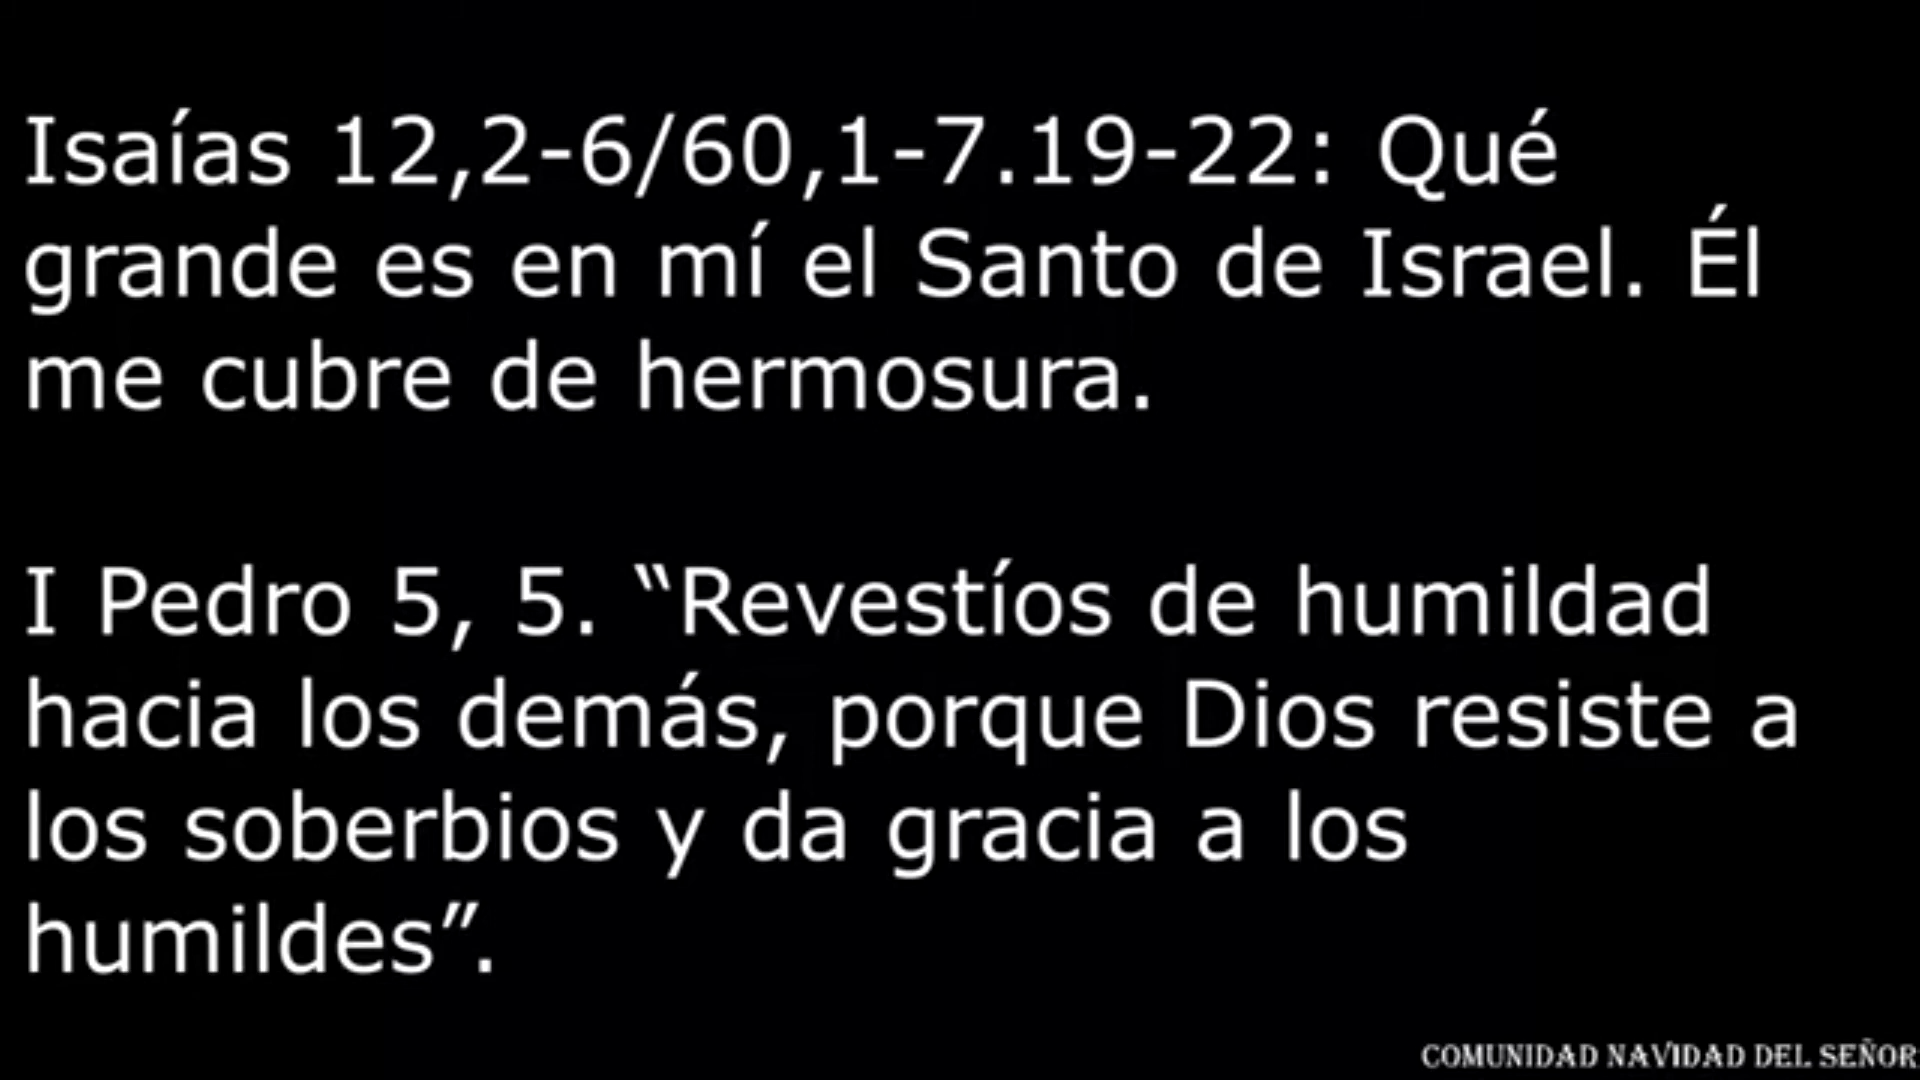 Isaías 12,2-6/60,1-7.19-22: Qué
grande es en mí el Santo de Israel. Él
me cubre de hermosura.
I Pedro 5, 5. “Revestíos de humildad
hacia los demás, porque Dios resiste a
los soberbios y da gracia a los
humildes”.
COMUNIDAD NAVIDAD DEL SEÑOR